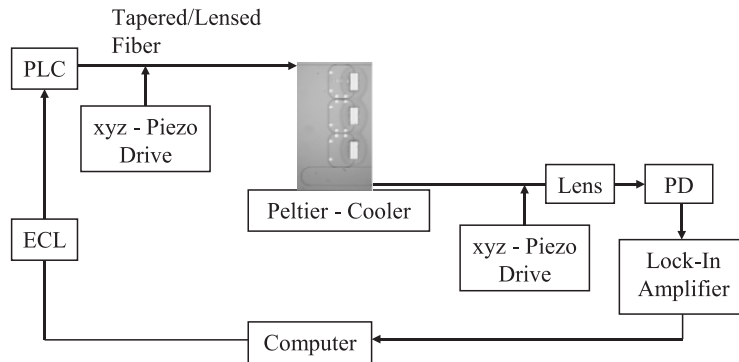 Tapered/Lensed
Fiber
PLC
xyz - Piezo
Drive
Peltier - Cooler
Lens
PD
ECL
xyz - Piezo
Drive
Lock-In
Amplifier
Computer